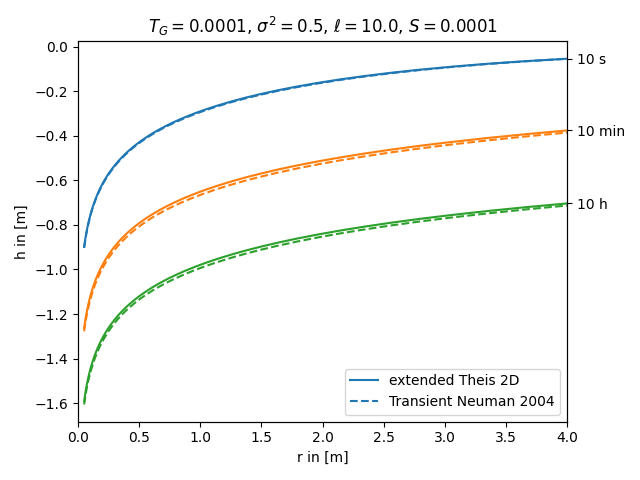 T_G = 0.0001, σ² = 0.5, ℓ = 10.0, S = 0.0001
h in [m]
0.0
−0.2
−0.4
−0.6
−0.8
−1.0
−1.2
−1.4
−1.6
10 s
10 min
10 h
extended Theis 2D
Transient Neuman 2004
0.0 0.5 1.0 1.5 2.0 2.5 3.0 3.5 4.0
r in [m]